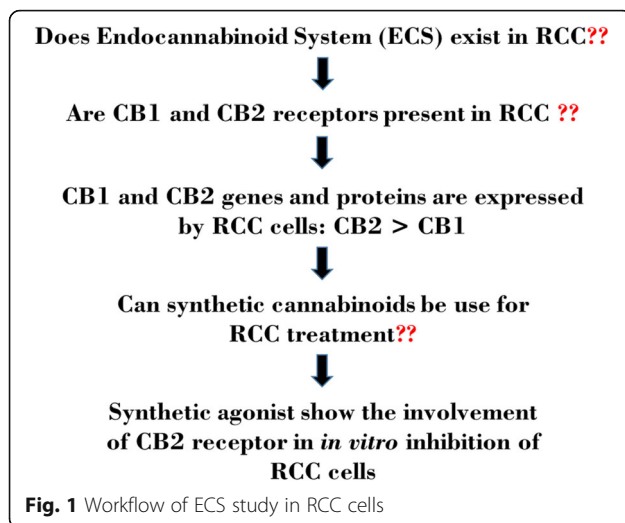 Does Endocannabinoid System (ECS) exist in RCC??
Are CB1 and CB2 receptors present in RCC ??
CB1 and CB2 genes and proteins are expressed
by RCC cells: CB2 > CB1
Can synthetic cannabinoids be use for
RCC treatment??
Synthetic agonist show the involvement
of CB2 receptor in in vitro inhibition of
RCC cells
Fig. 1 Workflow of ECS study in RCC cells